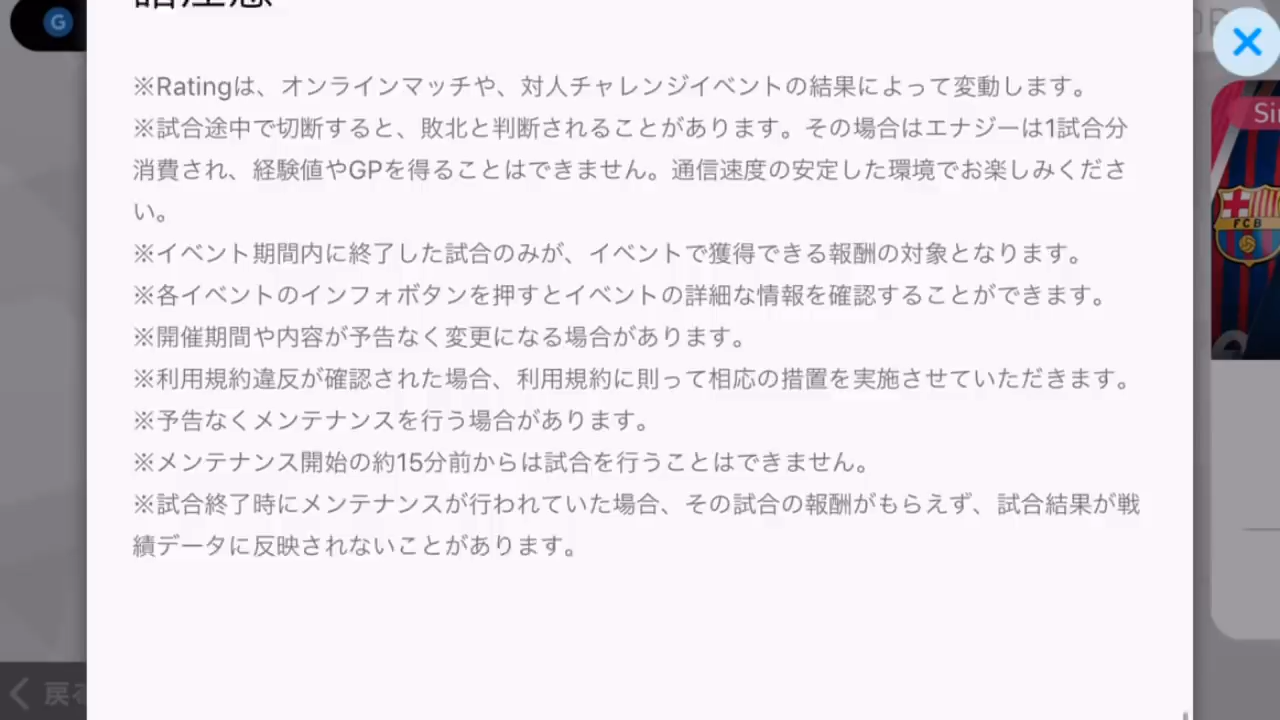 G
※Ratingは、オンラインマッチや、対人チャレンジイベントの結果によって変動します。
※試合途中で切断すると、敗北と判断されることがあります。その場合はエナジーは1試合分
消費され、経験値やGPを得ることはできません。通信速度の安定した環境でお楽しみくださ
い。
※イベント期間内に終了した試合のみが、イベントで獲得できる報酬の対象となります。
※各イベントのインフォボタンを押すとイベントの詳細な情報を確認することができます。
※開催期間や内容が予告なく変更になる場合があります。
※利用規約違反が確認された場合、利用規約に則って相応の措置を実施させていただきます。
※予告なくメンテナンスを行う場合があります。
※メンテナンス開始の約15分前からは試合を行うことはできません。
※試合終了時にメンテナンスが行われていた場合、その試合の報酬がもらえず、試合結果が戦
績データに反映されないことがあります。
FCB
戻